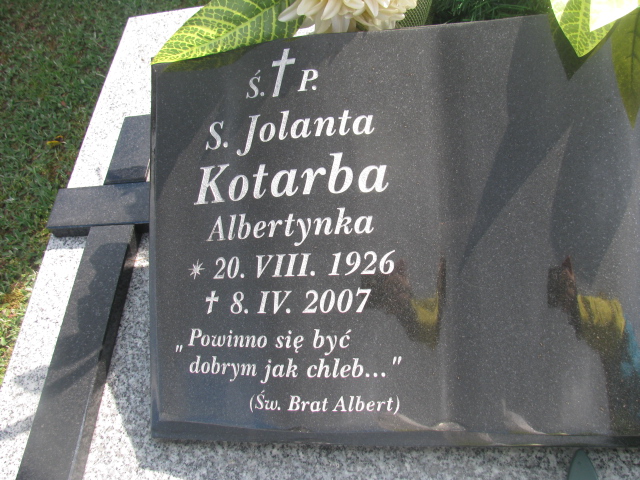 Ś. † P.
S. Jolanta
Kotarba
Albertynka
* 20. VIII. 1926
† 8. IV. 2007
„Powinno się być
dobrym jak chleb..."
(Św. Brat Albert)